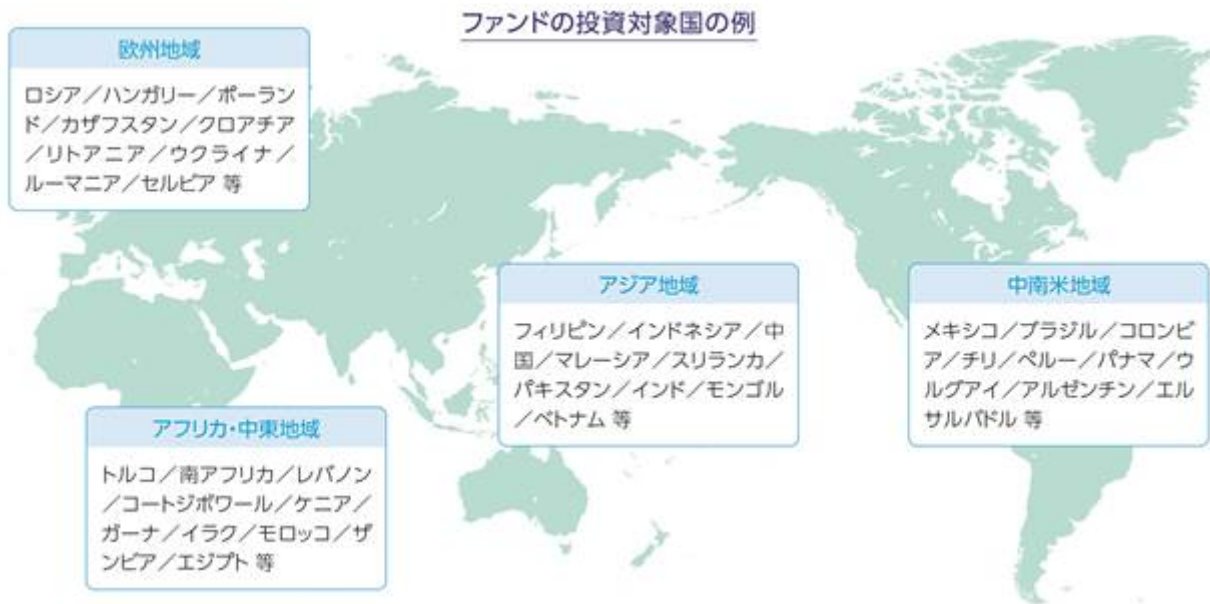 ファンドの投資対象国の例
欧州地域
ロシア／ハンガリー／ポーラン
ド／カザフスタン／クロアチア
／リトアニア／ウクライナ／
ルーマニア／セルビア 等
アジア地域
フィリピン／インドネシア／中
国／マレーシア／スリランカ／
パキスタン／インド／モンゴル
／ベトナム 等
中南米地域
メキシコ／ブラジル／コロンビ
ア／チリ／ペルー／パナマ／ウ
ルグアイ／アルゼンチン／エル
サルバドル 等
アフリカ・中東地域
トルコ／南アフリカ／レバノン
／コートジボワール／ケニア／
ガーナ／イラク／モロッコ／ザ
ンビア／エジプト 等